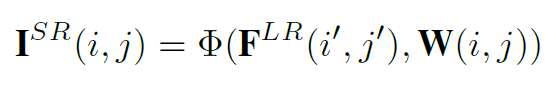 I^{SR}(i, j) = Φ(F^{LR}(i′, j′), W(i, j))